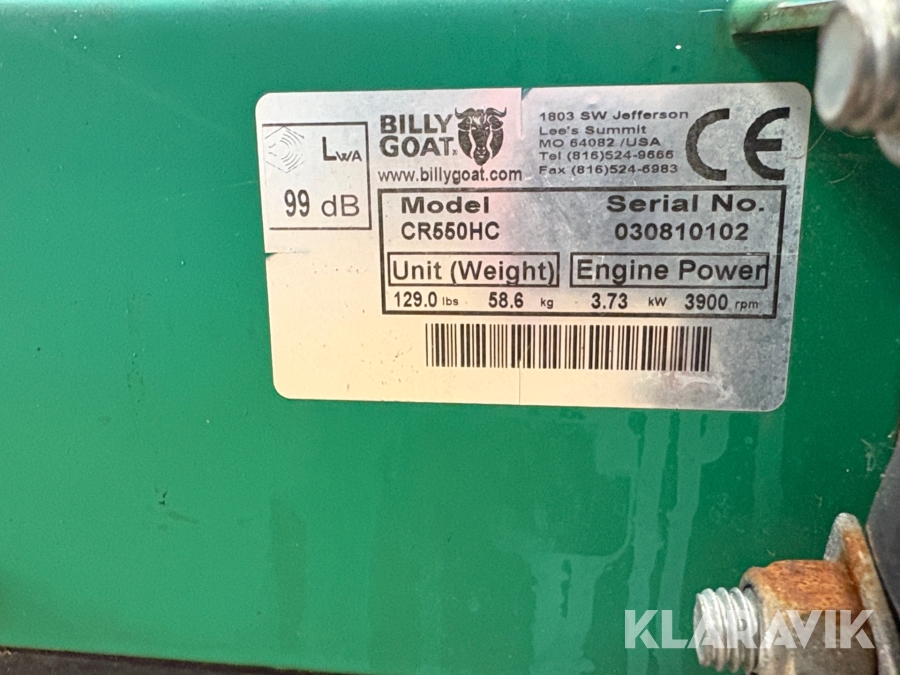 LWA
99 dB
BILLY GOAT
www.billygoat.com
1803 SW Jefferson
Lee's Summit
MO 64082 /USA
Tel (816)524-9666
Fax (816)524-6983
CE
Model Serial No.
CR550HC 030810102
Unit (Weight) Engine Power
129.0 lbs 58.6 kg 3.73 kW 3900 rpm
KLARAVIK